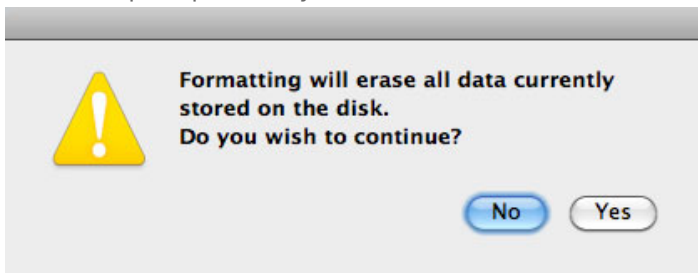 Formatting will erase all data currently
stored on the disk.
Do you wish to continue?
No Yes